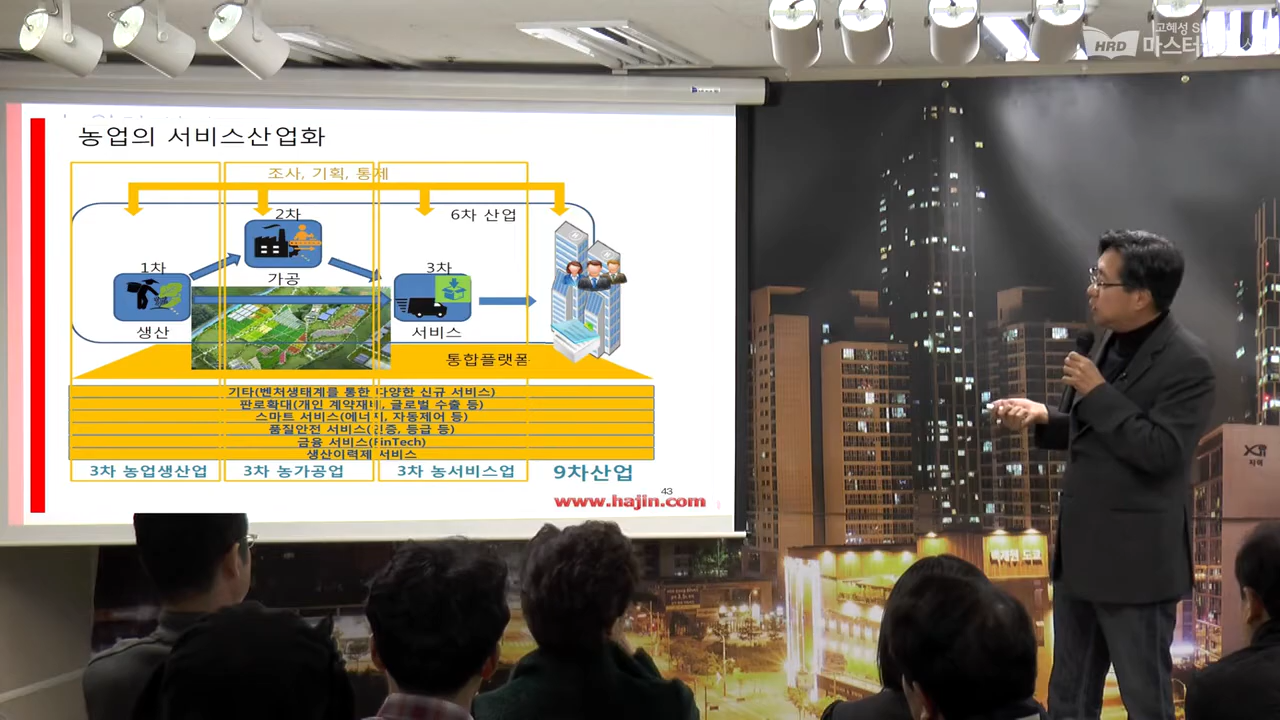 고혜성
HRD 마스터
농업의 서비스산업화
조사, 기획, 통제
2차
6차 산업
1차
가공
3차
생산
서비스
통합플랫폼
기타(벤처생태계를 통한 다양한 신규 서비스)
판로확대(개인 계약재배, 글로벌 수출 등)
스마트 서비스(에너지, 자동제어 등)
품질안전 서비스(인증, 등급 등)
금융 서비스(FinTech)
생산이력제 서비스
3차 농업생산업
3차 농가공업
3차 농서비스업
9차산업
43
www.hajin.com